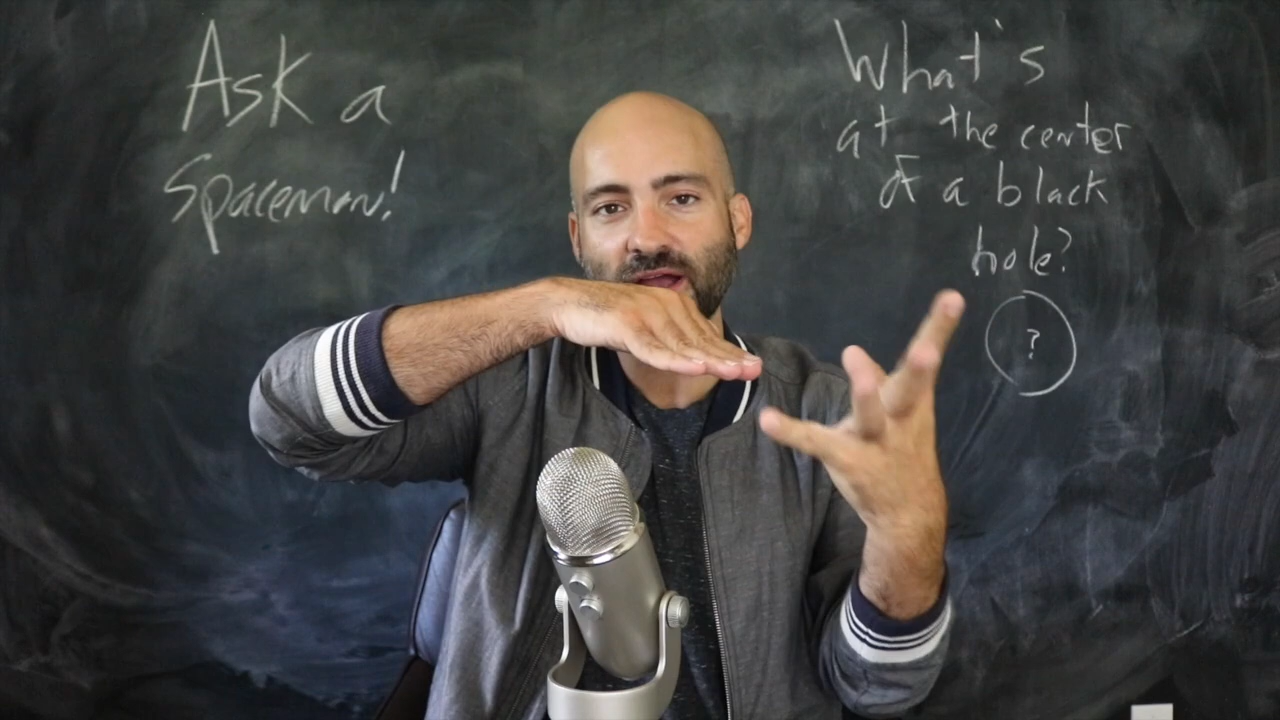 Ask a
Spaceman!
What's
at the center
of a black
hole?
?